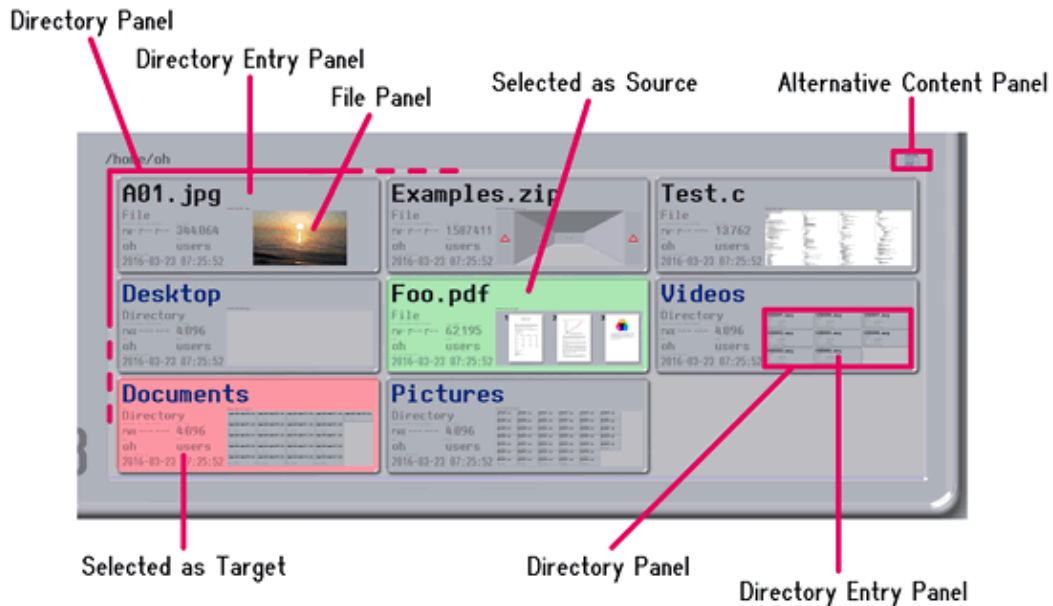 Directory Panel
Directory Entry Panel
File Panel
Selected as Source
Alternative Content Panel
/home/oh
A01.jpg
File
rw-r--r-- 344064
oh users
2016-03-23 07:25:52
Examples.zip
File
rw-r--r-- 1587411
oh users
2016-03-23 07:25:52
Test.c
File
rw-r--r-- 13762
oh users
2016-03-23 07:25:52
Desktop
Directory
rwx------ 4096
oh users
2016-03-23 07:25:52
Foo.pdf
File
rw-r--r-- 62195
oh users
2016-03-23 07:25:52
1 2 3
Videos
Directory
rwx------ 4096
oh users
2016-03-23 07:25:52
Documents
Directory
rwx------ 4096
oh users
2016-03-23 07:25:52
Pictures
Directory
rwx------ 4096
oh users
2016-03-23 07:25:52
Selected as Target
Directory Panel
Directory Entry Panel